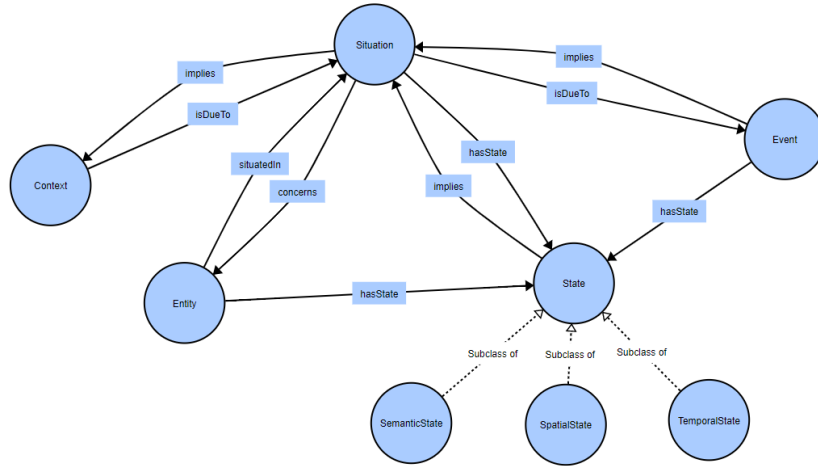 Situation
implies
implies
isDueTo
isDueTo
Event
hasState
situatedIn
Context
implies
concerns
hasState
State
hasState
Entity
Subclass of
Subclass of
Subclass of
SemanticState
SpatialState
TemporalState